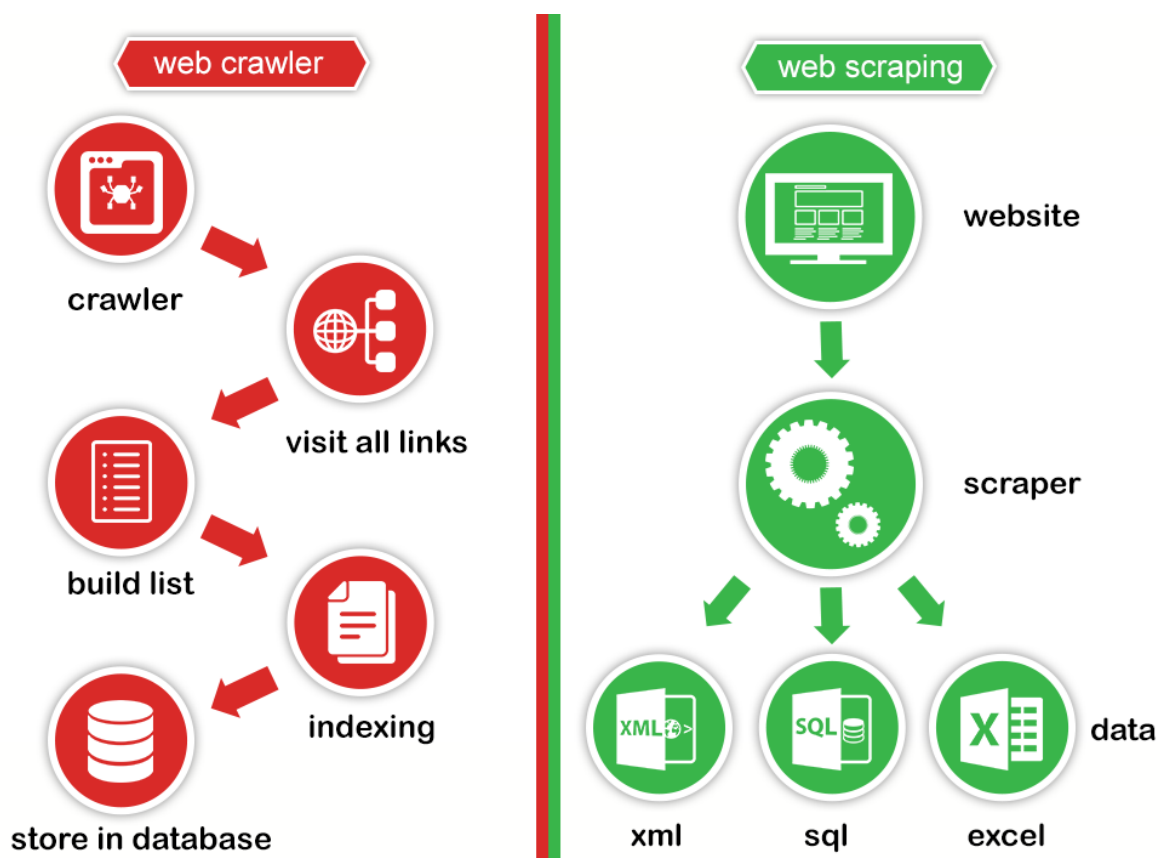 web crawler
crawler
visit all links
build list
indexing
store in database
web scraping
website
scraper
XML
SQL
X
data
xml
sql
excel